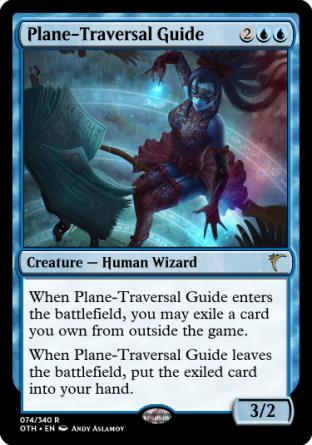 Plane-Traversal Guide 2
Creature — Human Wizard
When Plane-Traversal Guide enters
the battlefield, you may exile a card
you own from outside the game.
When Plane-Traversal Guide leaves
the battlefield, put the exiled card
into your hand.
3/2
074/340 R
OTH • EN Andy Aslamov